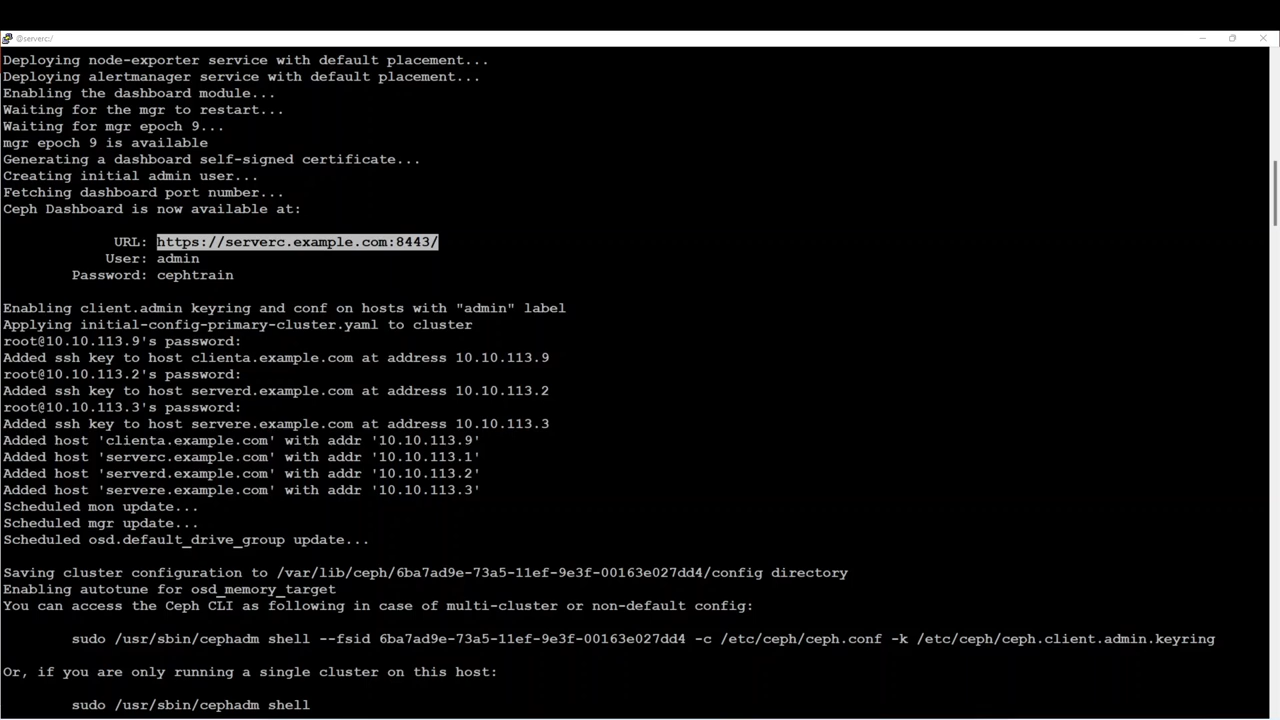 @serverc:/
Deploying node-exporter service with default placement...
Deploying alertmanager service with default placement...
Enabling the dashboard module...
Waiting for the mgr to restart...
Waiting for mgr epoch 9...
mgr epoch 9 is available
Generating a dashboard self-signed certificate...
Creating initial admin user...
Fetching dashboard port number...
Ceph Dashboard is now available at:
URL: https://serverc.example.com:8443/
User: admin
Password: cephtrain
Enabling client.admin keyring and conf on hosts with "admin" label
Applying initial-config-primary-cluster.yaml to cluster
root@10.10.113.9's password:
Added ssh key to host clienta.example.com at address 10.10.113.9
root@10.10.113.2's password:
Added ssh key to host serverd.example.com at address 10.10.113.2
root@10.10.113.3's password:
Added ssh key to host servere.example.com at address 10.10.113.3
Added host 'clienta.example.com' with addr '10.10.113.9'
Added host 'serverc.example.com' with addr '10.10.113.1'
Added host 'serverd.example.com' with addr '10.10.113.2'
Added host 'servere.example.com' with addr '10.10.113.3'
Scheduled mon update...
Scheduled mgr update...
Scheduled osd.default_drive_group update...
Saving cluster configuration to /var/lib/ceph/6ba7ad9e-73a5-11ef-9e3f-00163e027dd4/config directory
Enabling autotune for osd_memory_target
You can access the Ceph CLI as following in case of multi-cluster or non-default config:
sudo /usr/sbin/cephadm shell --fsid 6ba7ad9e-73a5-11ef-9e3f-00163e027dd4 -c /etc/ceph/ceph.conf -k /etc/ceph/ceph.client.admin.keyring
Or, if you are only running a single cluster on this host:
sudo /usr/sbin/cephadm shell